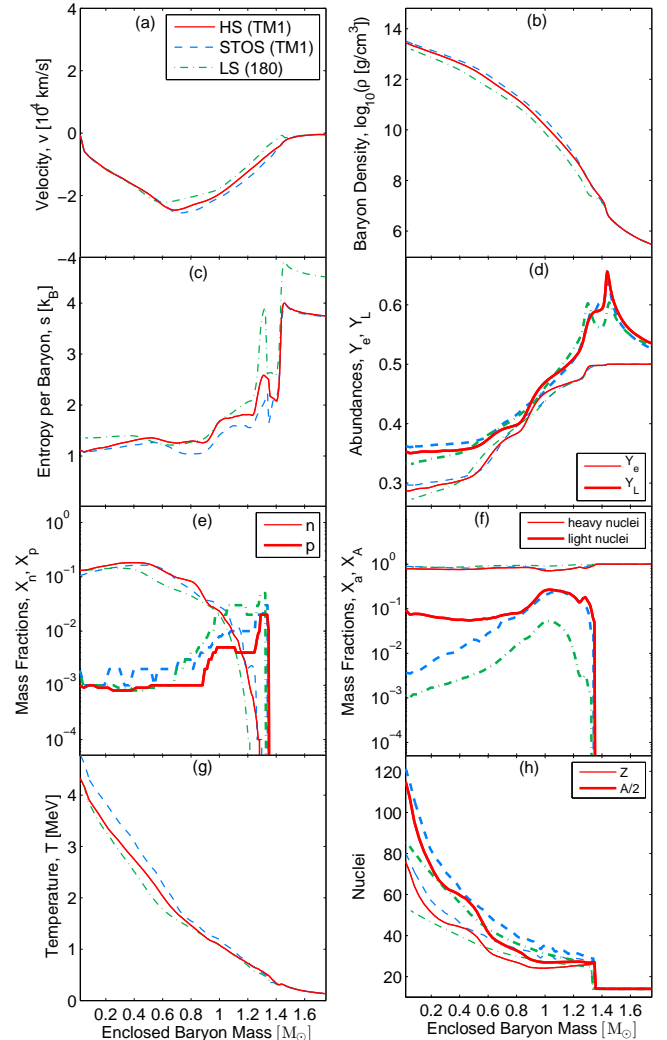 (a)
HS (TM1)
STOS (TM1)
LS (180)
4
2
0
−2
−4
Velocity, v [10⁴ km/s]
(b)
14
12
10
8
6
Baryon Density, log₁₀(ρ [g/cm³])
(c)
4
3
2
1
Entropy per Baryon, s [k_B]
(d)
0.6
0.5
0.4
0.3
Abundances, Y_e, Y_L
Y_e
Y_L
(e)
n
p
10⁰
10⁻¹
10⁻²
10⁻³
10⁻⁴
Mass Fractions, X_n, X_p
(f)
heavy nuclei
light nuclei
10⁰
10⁻¹
10⁻²
10⁻³
10⁻⁴
Mass Fractions, X_a, X_A
(g)
4
3
2
1
0
Temperature, T [MeV]
0.2 0.4 0.6 0.8 1 1.2 1.4 1.6
Enclosed Baryon Mass [M⊙]
(h)
Z
A/2
120
100
80
60
40
20
Nuclei
0.2 0.4 0.6 0.8 1 1.2 1.4 1.6
Enclosed Baryon Mass [M⊙]